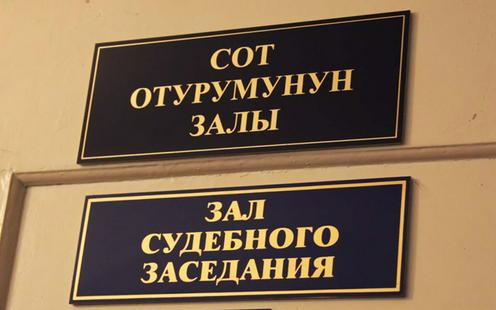 СОТ
ОТУРУМУНУН
ЗАЛЫ
ЗАЛ
СУДЕБНОГО
ЗАСЕДАНИЯ